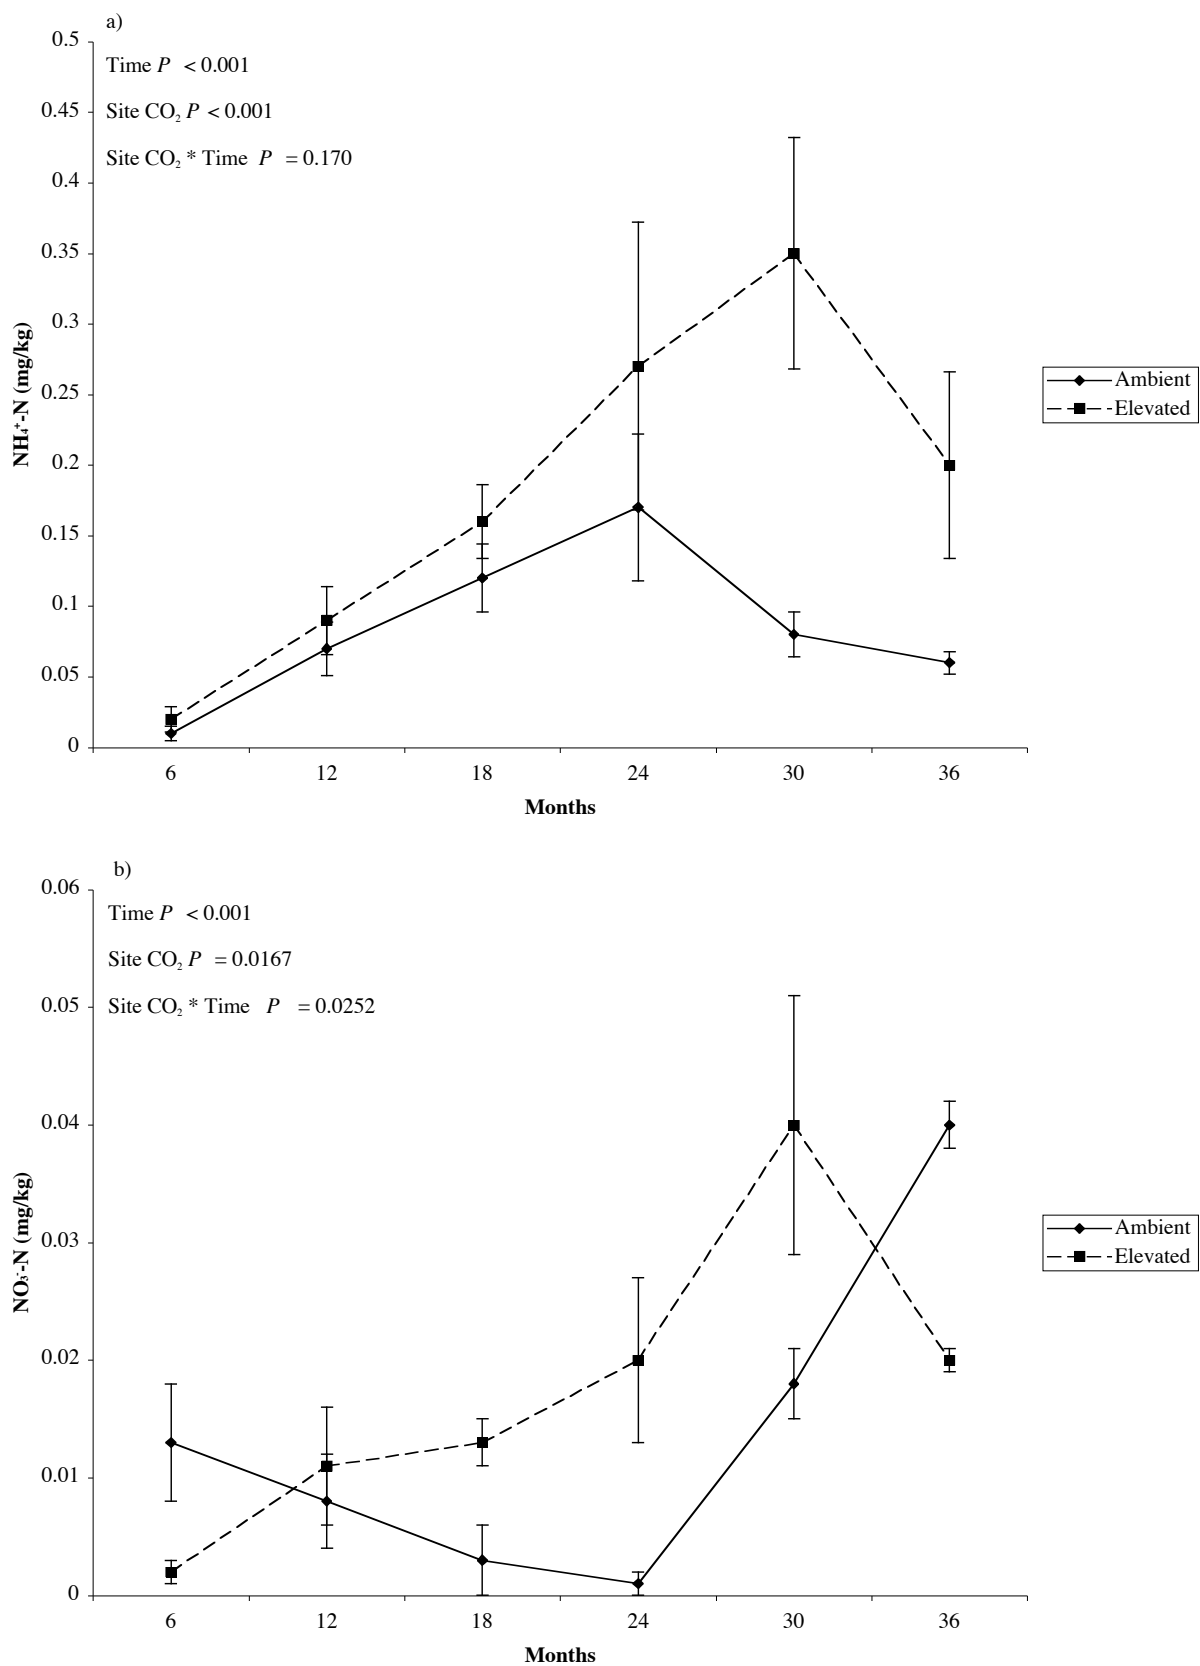 a)
0.5
Time P < 0.001
0.45
Site CO₂ P < 0.001
Site CO₂ * Time P = 0.170
0.4
0.35
0.3
NH₄⁺-N (mg/kg)
0.25
0.2
0.15
0.1
0.05
0
Ambient
Elevated
6 12 18 24 30 36
Months
b)
0.06
Time P < 0.001
Site CO₂ P = 0.0167
0.05
Site CO₂ * Time P = 0.0252
0.04
0.03
NO₃⁻-N (mg/kg)
0.02
0.01
0
Ambient
Elevated
6 12 18 24 30 36
Months